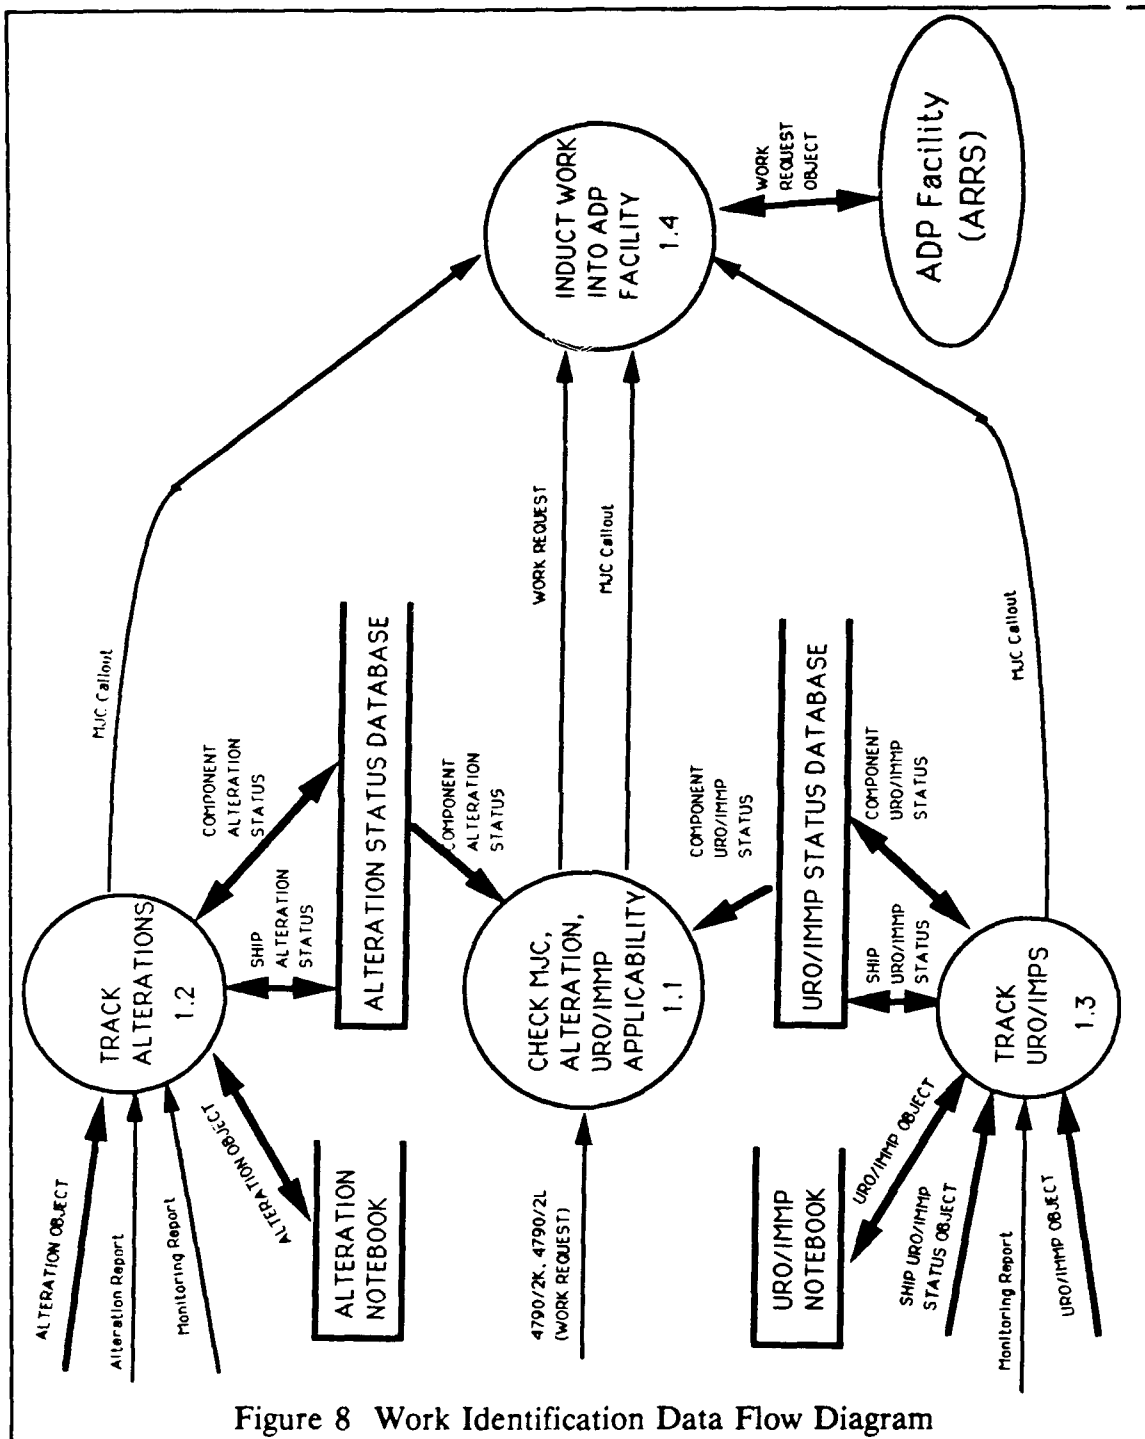 ALTERATION OBJECT
Alteration Report
Monitoring Report
ALTERATION OBJECT
ALTERATION
NOTEBOOK
TRACK
ALTERATIONS
1.2
SHIP
ALTERATION
STATUS
COMPONENT
ALTERATION
STATUS
MJC Callout
ALTERATION STATUS DATABASE
COMPONENT
ALTERATION
STATUS
4790/2K, 4790/2L
(WORK REQUEST)
CHECK MJC,
ALTERATION,
URO/IMMP
APPLICABILITY
1.1
WORK REQUEST
MJC Callout
INDUCT WORK
INTO ADP
FACILITY
1.4
WORK
REQUEST
OBJECT
ADP Facility
(ARRS)
COMPONENT
URO/IMMP
STATUS
URO/IMMP STATUS DATABASE
URO/IMMP
NOTEBOOK
URO/IMMP OBJECT
SHIP URO/IMMP
STATUS OBJECT
Monitoring Report
URO/IMMP OBJECT
SHIP
URO/IMMP
STATUS
COMPONENT
URO/IMMP
STATUS
TRACK
URO/IMPS
1.3
MJC Callout
Figure 8 Work Identification Data Flow Diagram